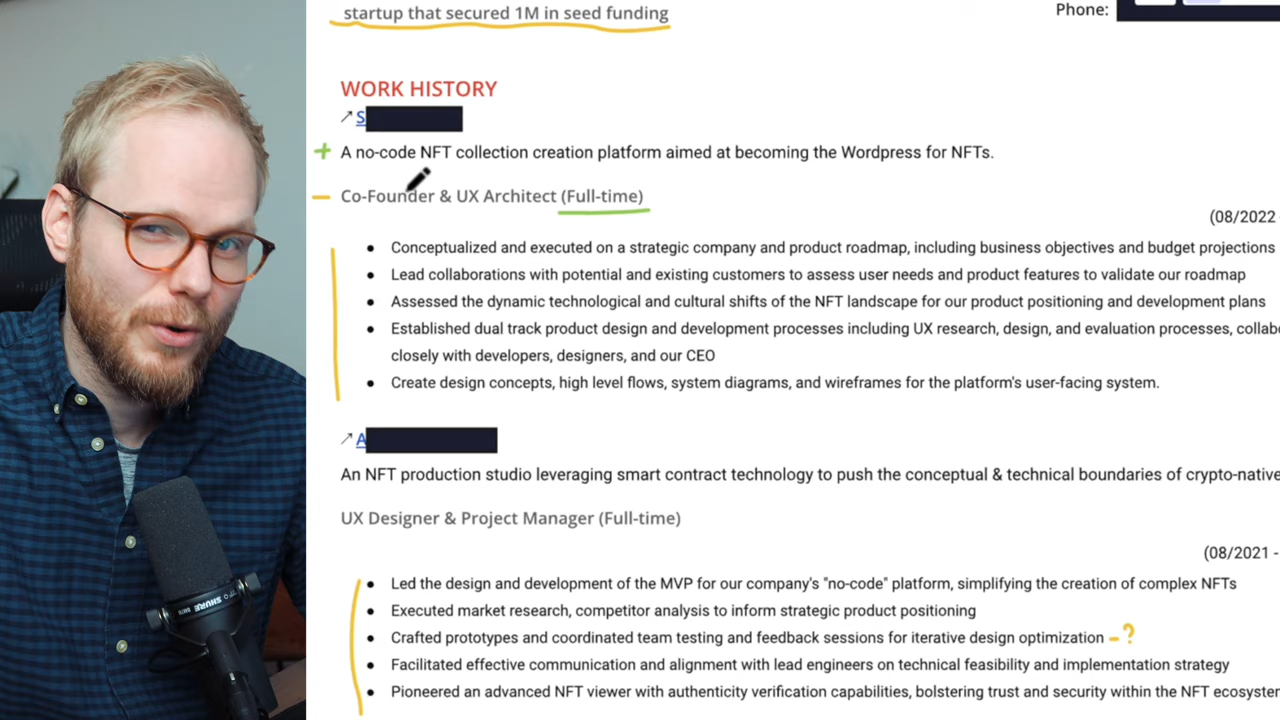 startup that secured 1M in seed funding
Phone:
WORK HISTORY
↗ S
+ A no-code NFT collection creation platform aimed at becoming the Wordpress for NFTs.
– Co-Founder & UX Architect (Full-time)
(08/2022
● Conceptualized and executed on a strategic company and product roadmap, including business objectives and budget projections
● Lead collaborations with potential and existing customers to assess user needs and product features to validate our roadmap
● Assessed the dynamic technological and cultural shifts of the NFT landscape for our product positioning and development plans
● Established dual track product design and development processes including UX research, design, and evaluation processes, collab
closely with developers, designers, and our CEO
● Create design concepts, high level flows, system diagrams, and wireframes for the platform's user-facing system.
↗ A
An NFT production studio leveraging smart contract technology to push the conceptual & technical boundaries of crypto-native
UX Designer & Project Manager (Full-time)
(08/2021 -
● Led the design and development of the MVP for our company's "no-code" platform, simplifying the creation of complex NFTs
● Executed market research, competitor analysis to inform strategic product positioning
● Crafted prototypes and coordinated team testing and feedback sessions for iterative design optimization – ?
● Facilitated effective communication and alignment with lead engineers on technical feasibility and implementation strategy
● Pioneered an advanced NFT viewer with authenticity verification capabilities, bolstering trust and security within the NFT ecosyste
SHURE